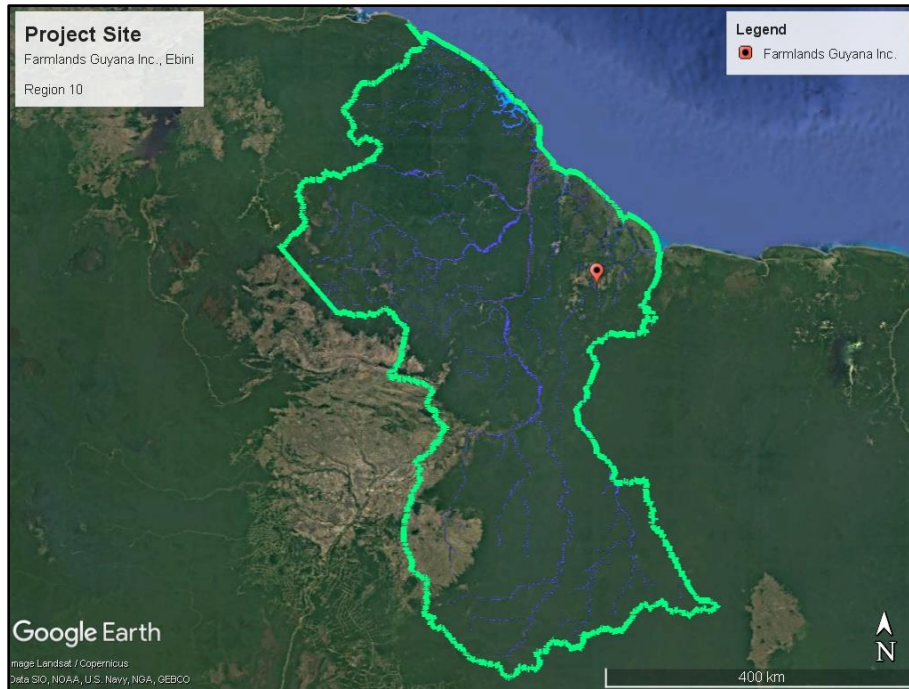 Project Site
Farmlands Guyana Inc., Ebini
Region 10
Legend
Farmlands Guyana Inc.
Google Earth
mage Landsat / Copernicus
Data SIO, NOAA, U.S. Navy, NGA, GEBCO
N
400 km